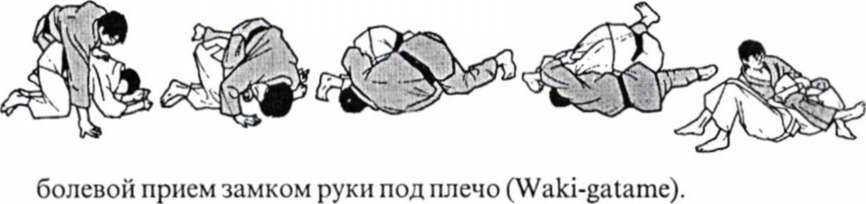 болевой прием замком руки под плечо (Waki-gatame).